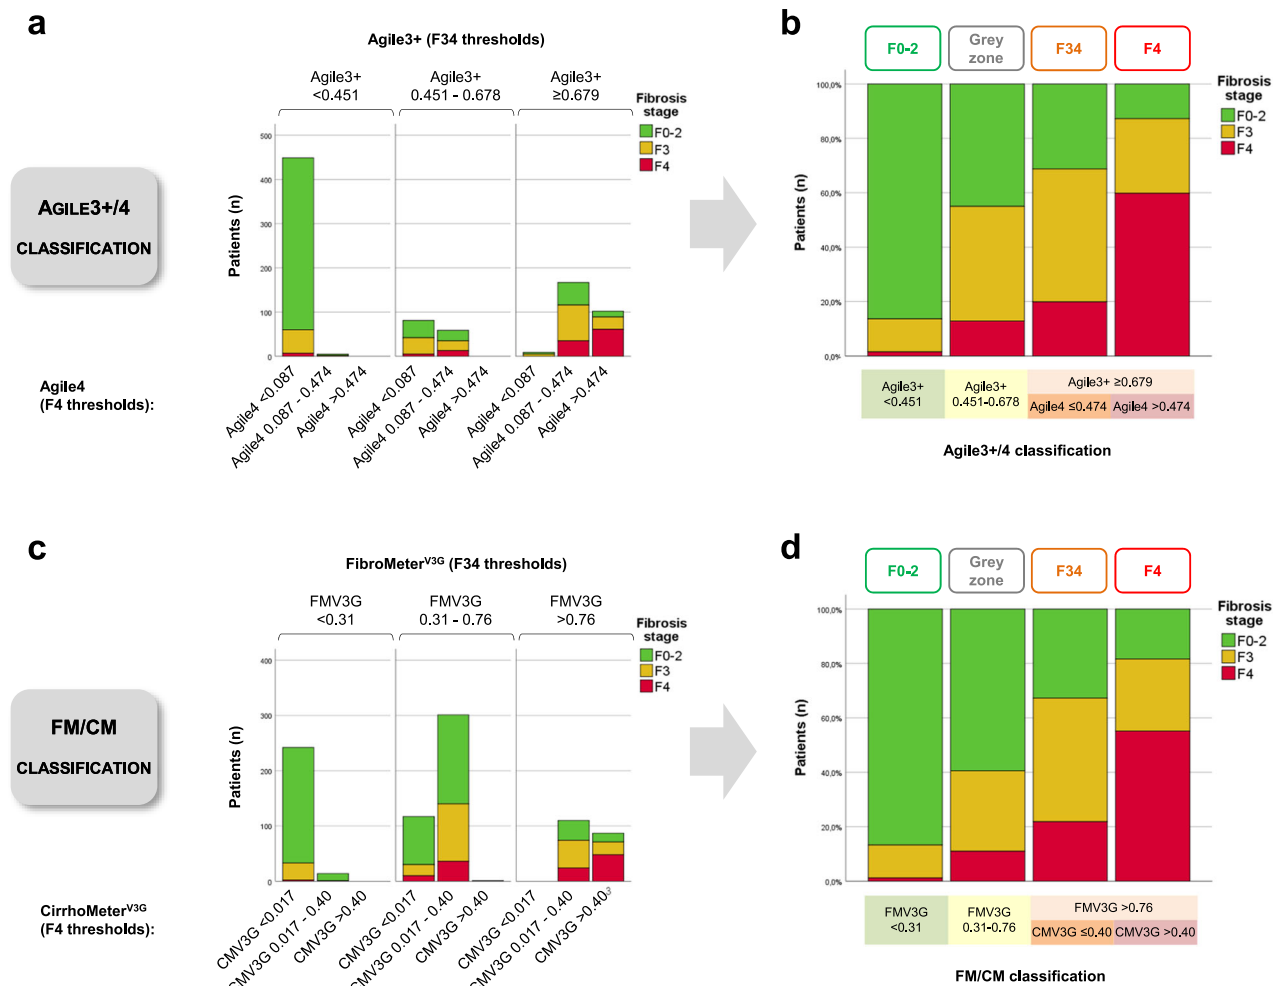 a
Agile3+ (F34 thresholds)
Agile3+
<0.451
Agile3+
0.451 - 0.678
Agile3+
≥0.679
Fibrosis
stage
F0-2
F3
F4
AGILE3+/4
CLASSIFICATION
Patients (n)
500
400
300
200
100
0
Agile4
(F4 thresholds):
Agile4 <0.087
Agile4 0.087 - 0.474
Agile4 >0.474
Agile4 <0.087
Agile4 0.087 - 0.474
Agile4 >0.474
Agile4 <0.087
Agile4 0.087 - 0.474
Agile4 >0.474
b
F0-2
Grey
zone
F34
F4
Fibrosis
stage
F0-2
F3
F4
Patients (n)
100,0%
80,0%
60,0%
40,0%
20,0%
0,0%
Agile3+
<0.451
Agile3+
0.451-0.678
Agile3+ ≥0.679
Agile4 ≤0.474
Agile4 >0.474
Agile3+/4 classification
c
FibroMeterV3G (F34 thresholds)
FMV3G
<0.31
FMV3G
0.31 - 0.76
FMV3G
>0.76
Fibrosis
stage
F0-2
F3
F4
FM/CM
CLASSIFICATION
Patients (n)
400
300
200
100
0
CirrhoMeterV3G
(F4 thresholds):
CMV3G <0.017
CMV3G 0.017 - 0.40
CMV3G >0.40
CMV3G <0.017
CMV3G 0.017 - 0.40
CMV3G >0.40
CMV3G <0.017
CMV3G 0.017 - 0.40
CMV3G >0.403
d
F0-2
Grey
zone
F34
F4
Fibrosis
stage
F0-2
F3
F4
Patients (n)
100,0%
80,0%
60,0%
40,0%
20,0%
0,0%
FMV3G
<0.31
FMV3G
0.31-0.76
FMV3G >0.76
CMV3G ≤0.40
CMV3G >0.40
FM/CM classification